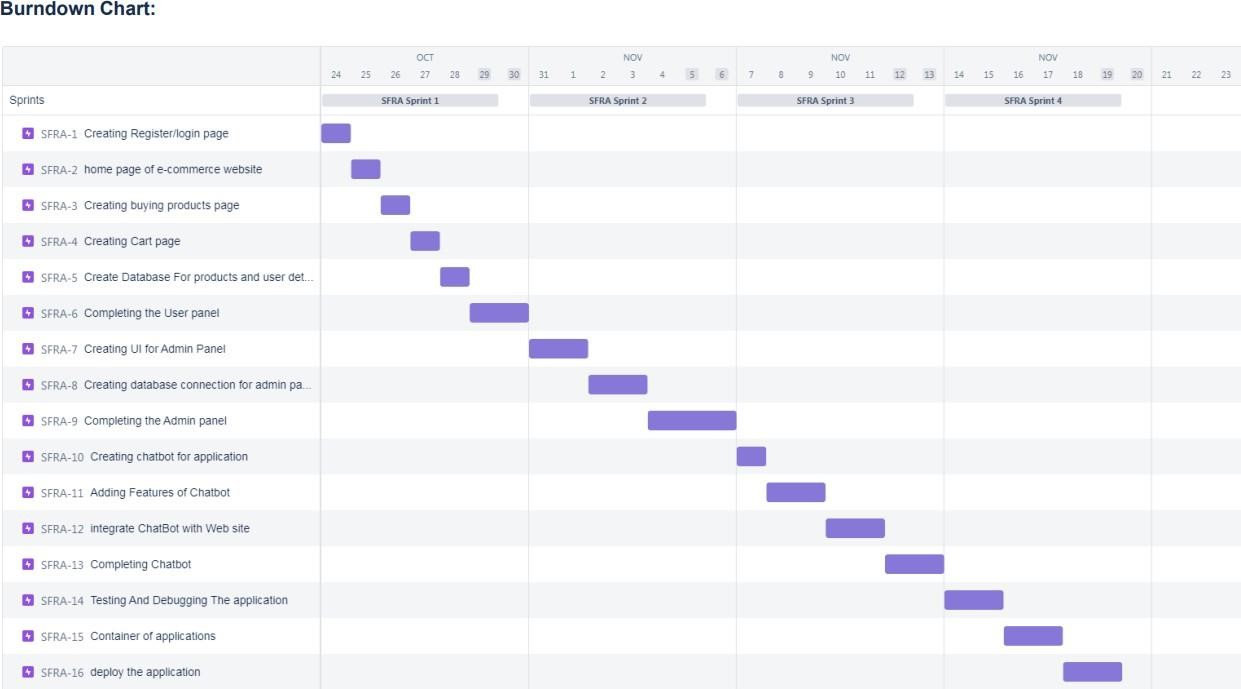 Burndown Chart:
OCT NOV NOV NOV
24 25 26 27 28 29 30 31 1 2 3 4 5 6 7 8 9 10 11 12 13 14 15 16 17 18 19 20 21 22 23
Sprints SFRA Sprint 1 SFRA Sprint 2 SFRA Sprint 3 SFRA Sprint 4
SFRA-1 Creating Register/login page
SFRA-2 home page of e-commerce website
SFRA-3 Creating buying products page
SFRA-4 Creating Cart page
SFRA-5 Create Database For products and user det...
SFRA-6 Completing the User panel
SFRA-7 Creating UI for Admin Panel
SFRA-8 Creating database connection for admin pa...
SFRA-9 Completing the Admin panel
SFRA-10 Creating chatbot for application
SFRA-11 Adding Features of Chatbot
SFRA-12 integrate ChatBot with Web site
SFRA-13 Completing Chatbot
SFRA-14 Testing And Debugging The application
SFRA-15 Container of applications
SFRA-16 deploy the application